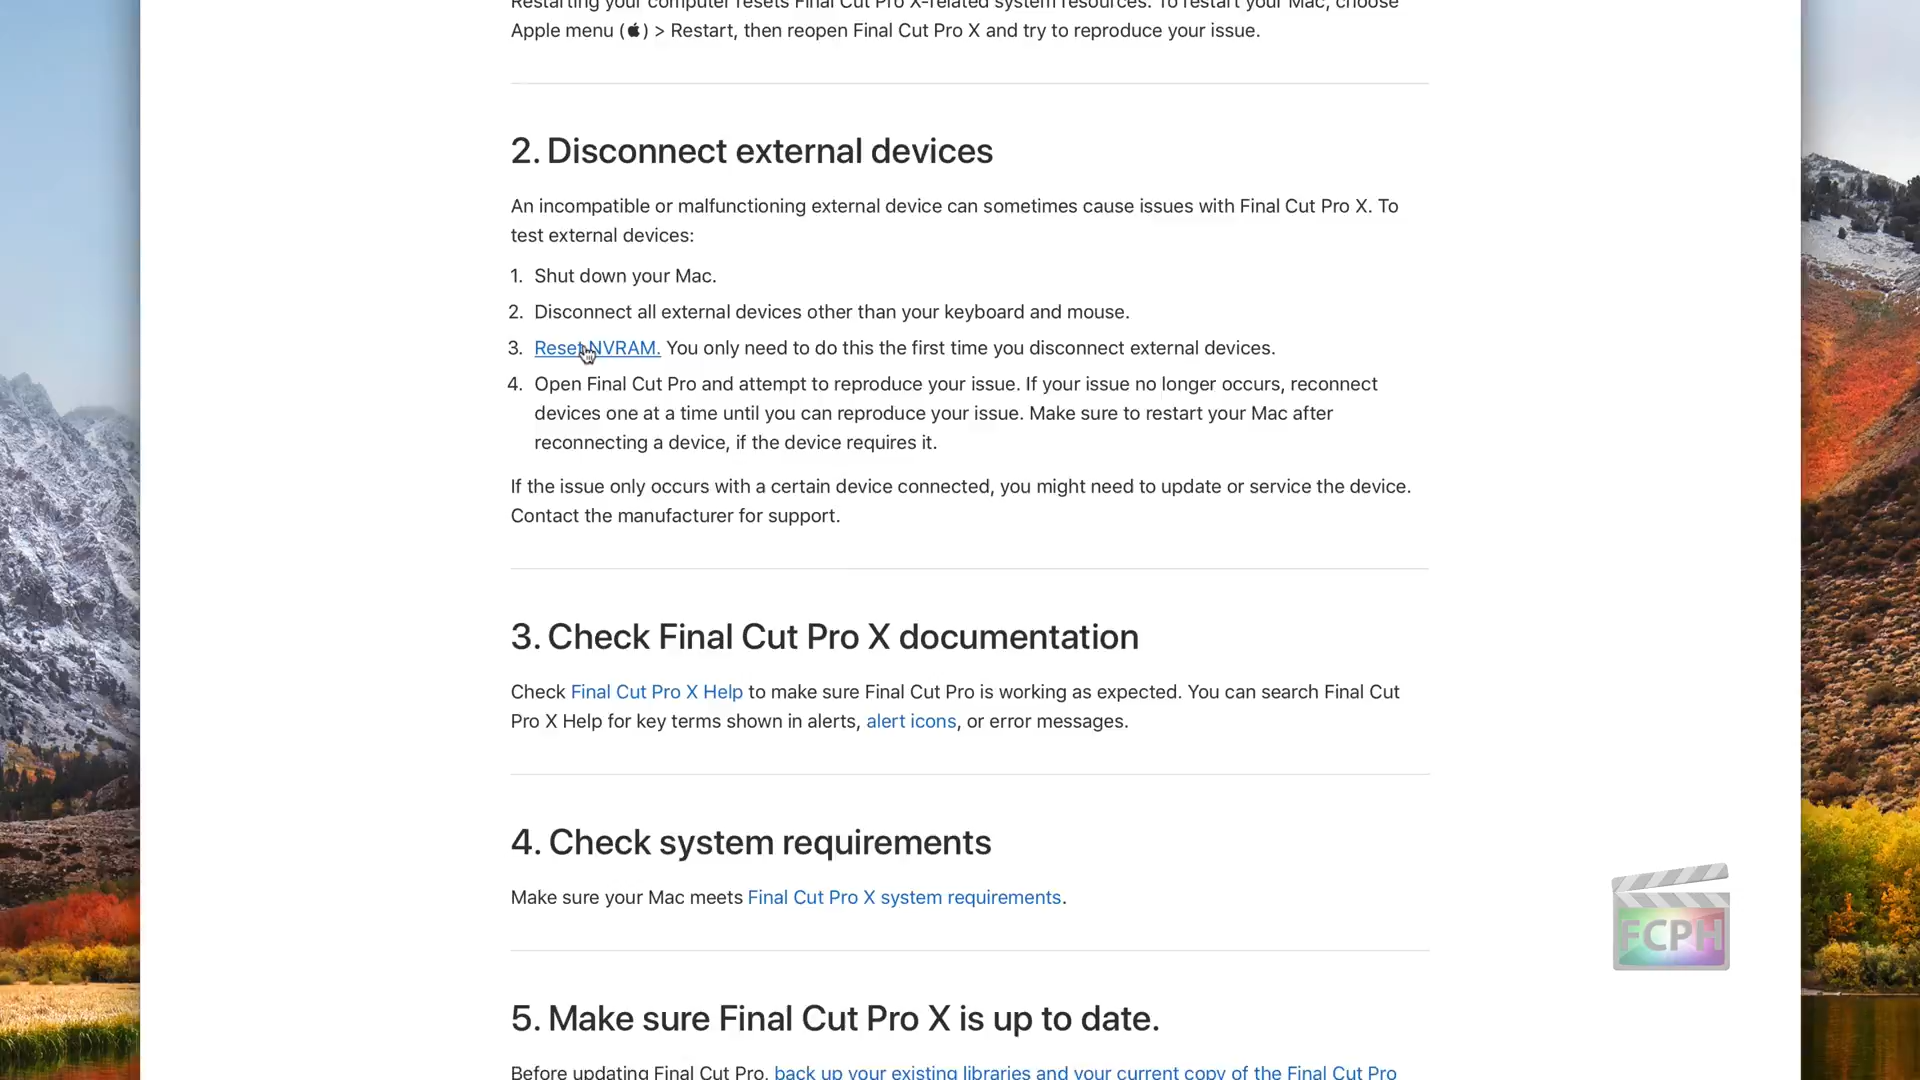 Restarting your computer resets Final Cut Pro X-related system resources. To restart your Mac, choose
Apple menu () > Restart, then reopen Final Cut Pro X and try to reproduce your issue.
2. Disconnect external devices
An incompatible or malfunctioning external device can sometimes cause issues with Final Cut Pro X. To
test external devices:
1. Shut down your Mac.
2. Disconnect all external devices other than your keyboard and mouse.
3. Reset NVRAM. You only need to do this the first time you disconnect external devices.
4. Open Final Cut Pro and attempt to reproduce your issue. If your issue no longer occurs, reconnect
devices one at a time until you can reproduce your issue. Make sure to restart your Mac after
reconnecting a device, if the device requires it.
If the issue only occurs with a certain device connected, you might need to update or service the device.
Contact the manufacturer for support.
3. Check Final Cut Pro X documentation
Check Final Cut Pro X Help to make sure Final Cut Pro is working as expected. You can search Final Cut
Pro X Help for key terms shown in alerts, alert icons, or error messages.
4. Check system requirements
Make sure your Mac meets Final Cut Pro X system requirements.
FCPH
5. Make sure Final Cut Pro X is up to date.
Before updating Final Cut Pro, back up your existing libraries and your current copy of the Final Cut Pro